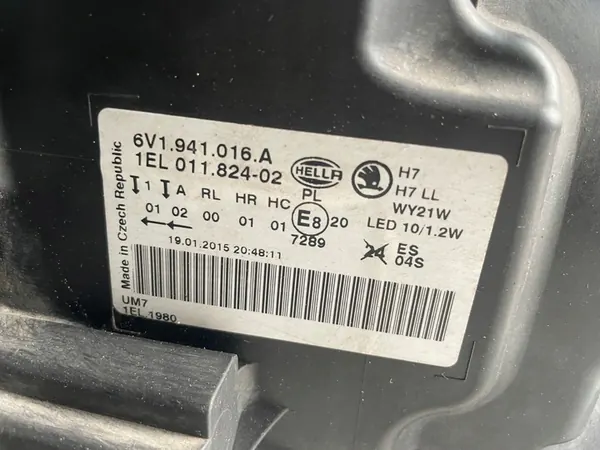 6V1.941.016.A
1EL 011.824-02
HELLA
H7
H7 LL
WY21W
LED 10/1.2W
1 A RL HR HC PL
01 02 00 01 01 E8 20
7289
19.01.2015 20:48:11
24 ES
04S
UM7
1EL 1980
Made in Czech Republic